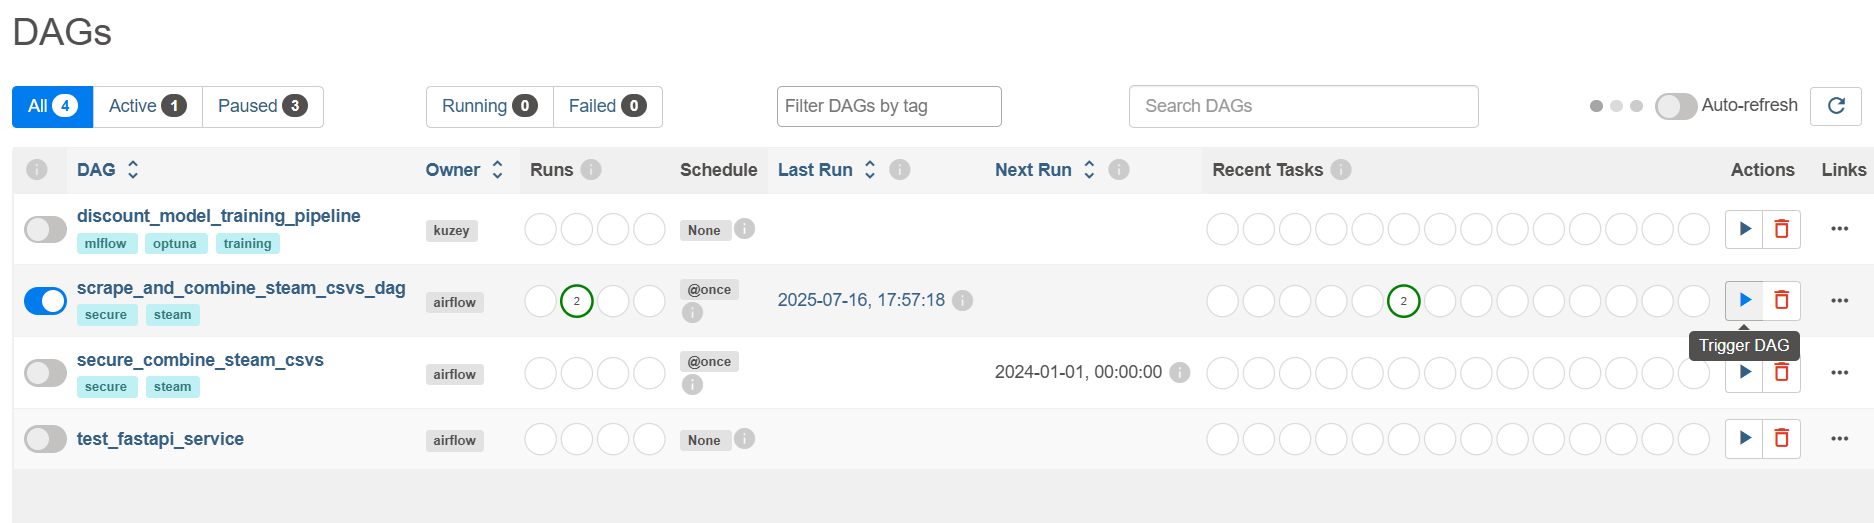 DAGs
All 4 Active 1 Paused 3 Running 0 Failed 0 Filter DAGs by tag Search DAGs Auto-refresh
i DAG Owner Runs i Schedule Last Run i Next Run i Recent Tasks i Actions Links
discount_model_training_pipeline
mlflow optuna training kuzey None i
scrape_and_combine_steam_csvs_dag
secure steam airflow 2 @once i 2025-07-16, 17:57:18 i 2
Trigger DAG
secure_combine_steam_csvs
secure steam airflow @once i 2024-01-01, 00:00:00 i
test_fastapi_service airflow None i